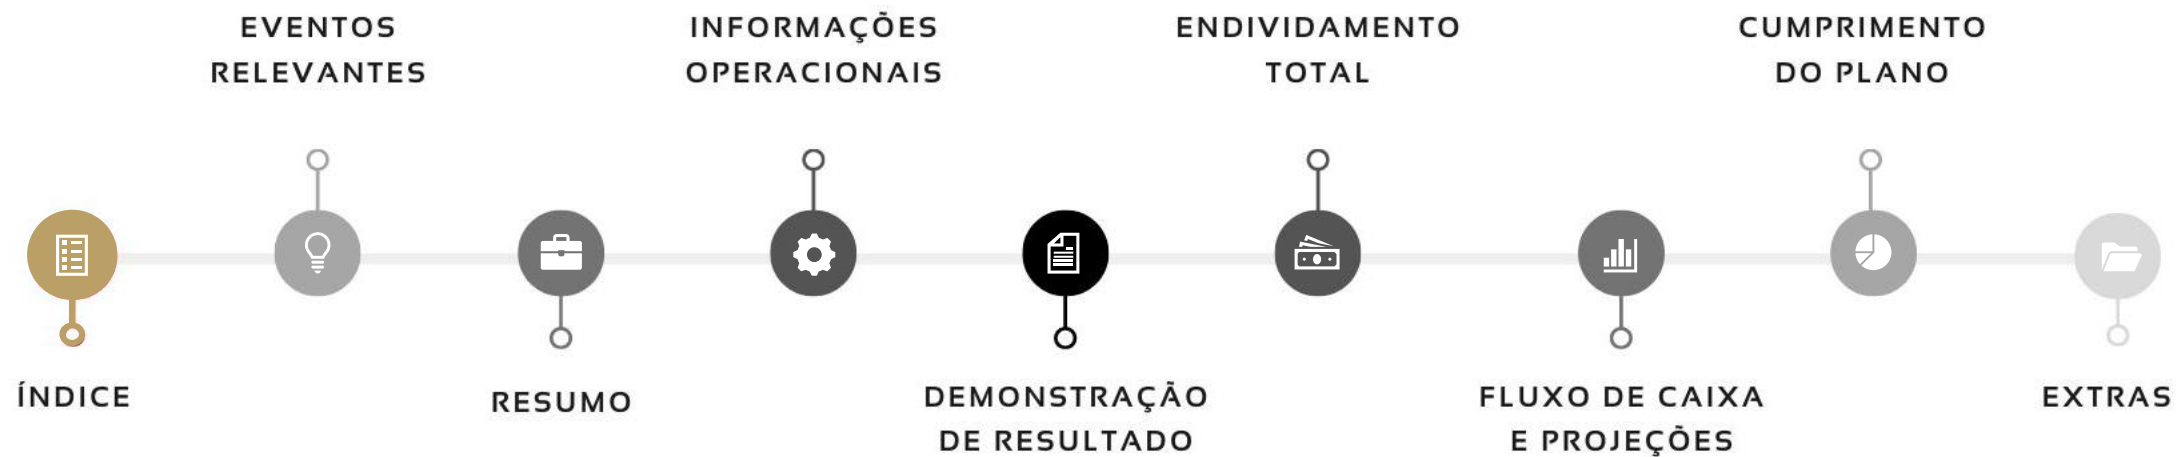 ÍNDICE
EVENTOS
RELEVANTES
RESUMO
INFORMAÇÕES
OPERACIONAIS
DEMONSTRAÇÃO
DE RESULTADO
ENDIVIDAMENTO
TOTAL
FLUXO DE CAIXA
E PROJEÇÕES
CUMPRIMENTO
DO PLANO
EXTRAS